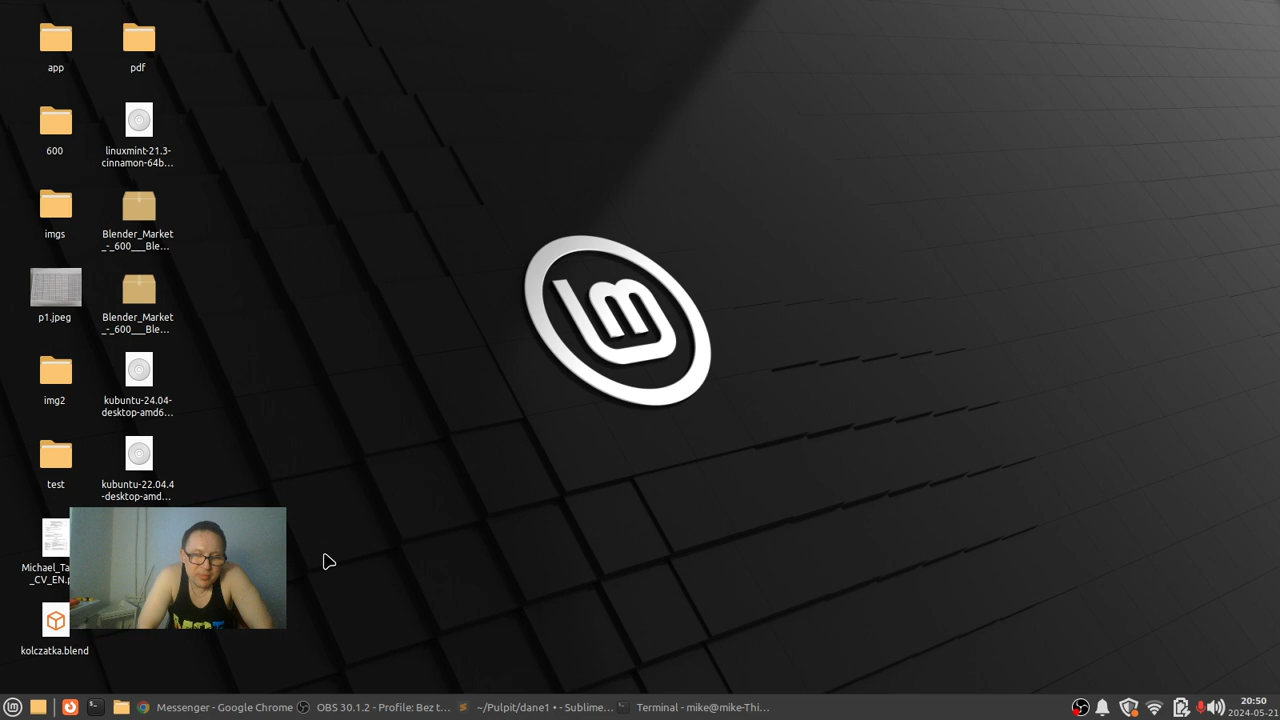 app
pdf
600
linuxmint-21.3-
cinnamon-64b...
imgs
Blender_Market
_-_600___Ble...
p1.jpeg
Blender_Market
_-_600___Ble...
img2
kubuntu-24.04-
desktop-amd6...
test
kubuntu-22.04.4
-desktop-amd...
Michael_Ta
_CV_EN.p
kolczatka.blend
Messenger - Google Chrome
OBS 30.1.2 - Profile: Bez t...
~/Pulpit/dane1 • - Sublime...
Terminal - mike@mike-Thi...
20:50
2024-05-21